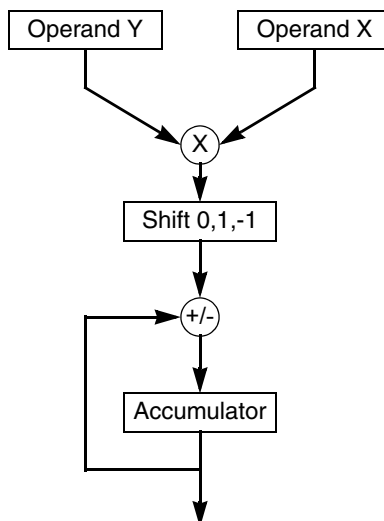 Operand Y
Operand X
X
Shift 0,1,-1
+/-
Accumulator